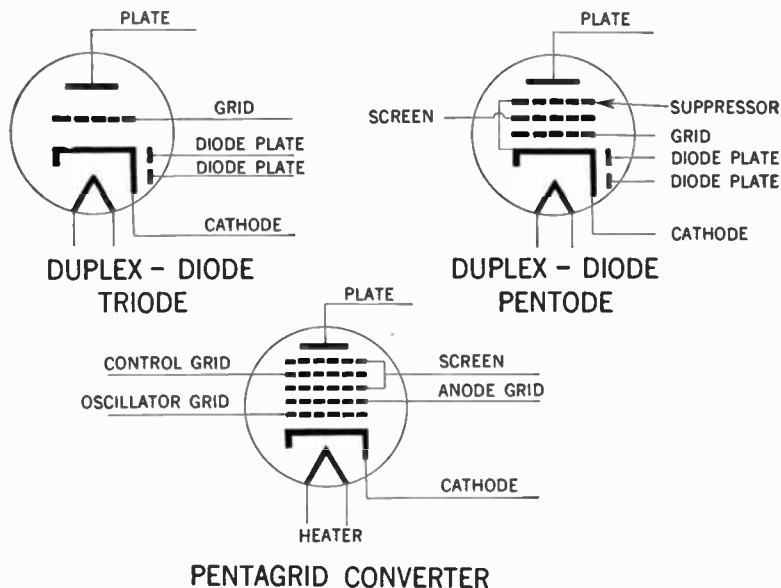 PLATE
GRID
DIODE PLATE
DIODE PLATE
CATHODE
DUPLEX - DIODE
TRIODE
PLATE
SCREEN
SUPPRESSOR
GRID
DIODE PLATE
DIODE PLATE
CATHODE
DUPLEX - DIODE
PENTODE
PLATE
CONTROL GRID
SCREEN
OSCILLATOR GRID
ANODE GRID
CATHODE
HEATER
PENTAGRID CONVERTER